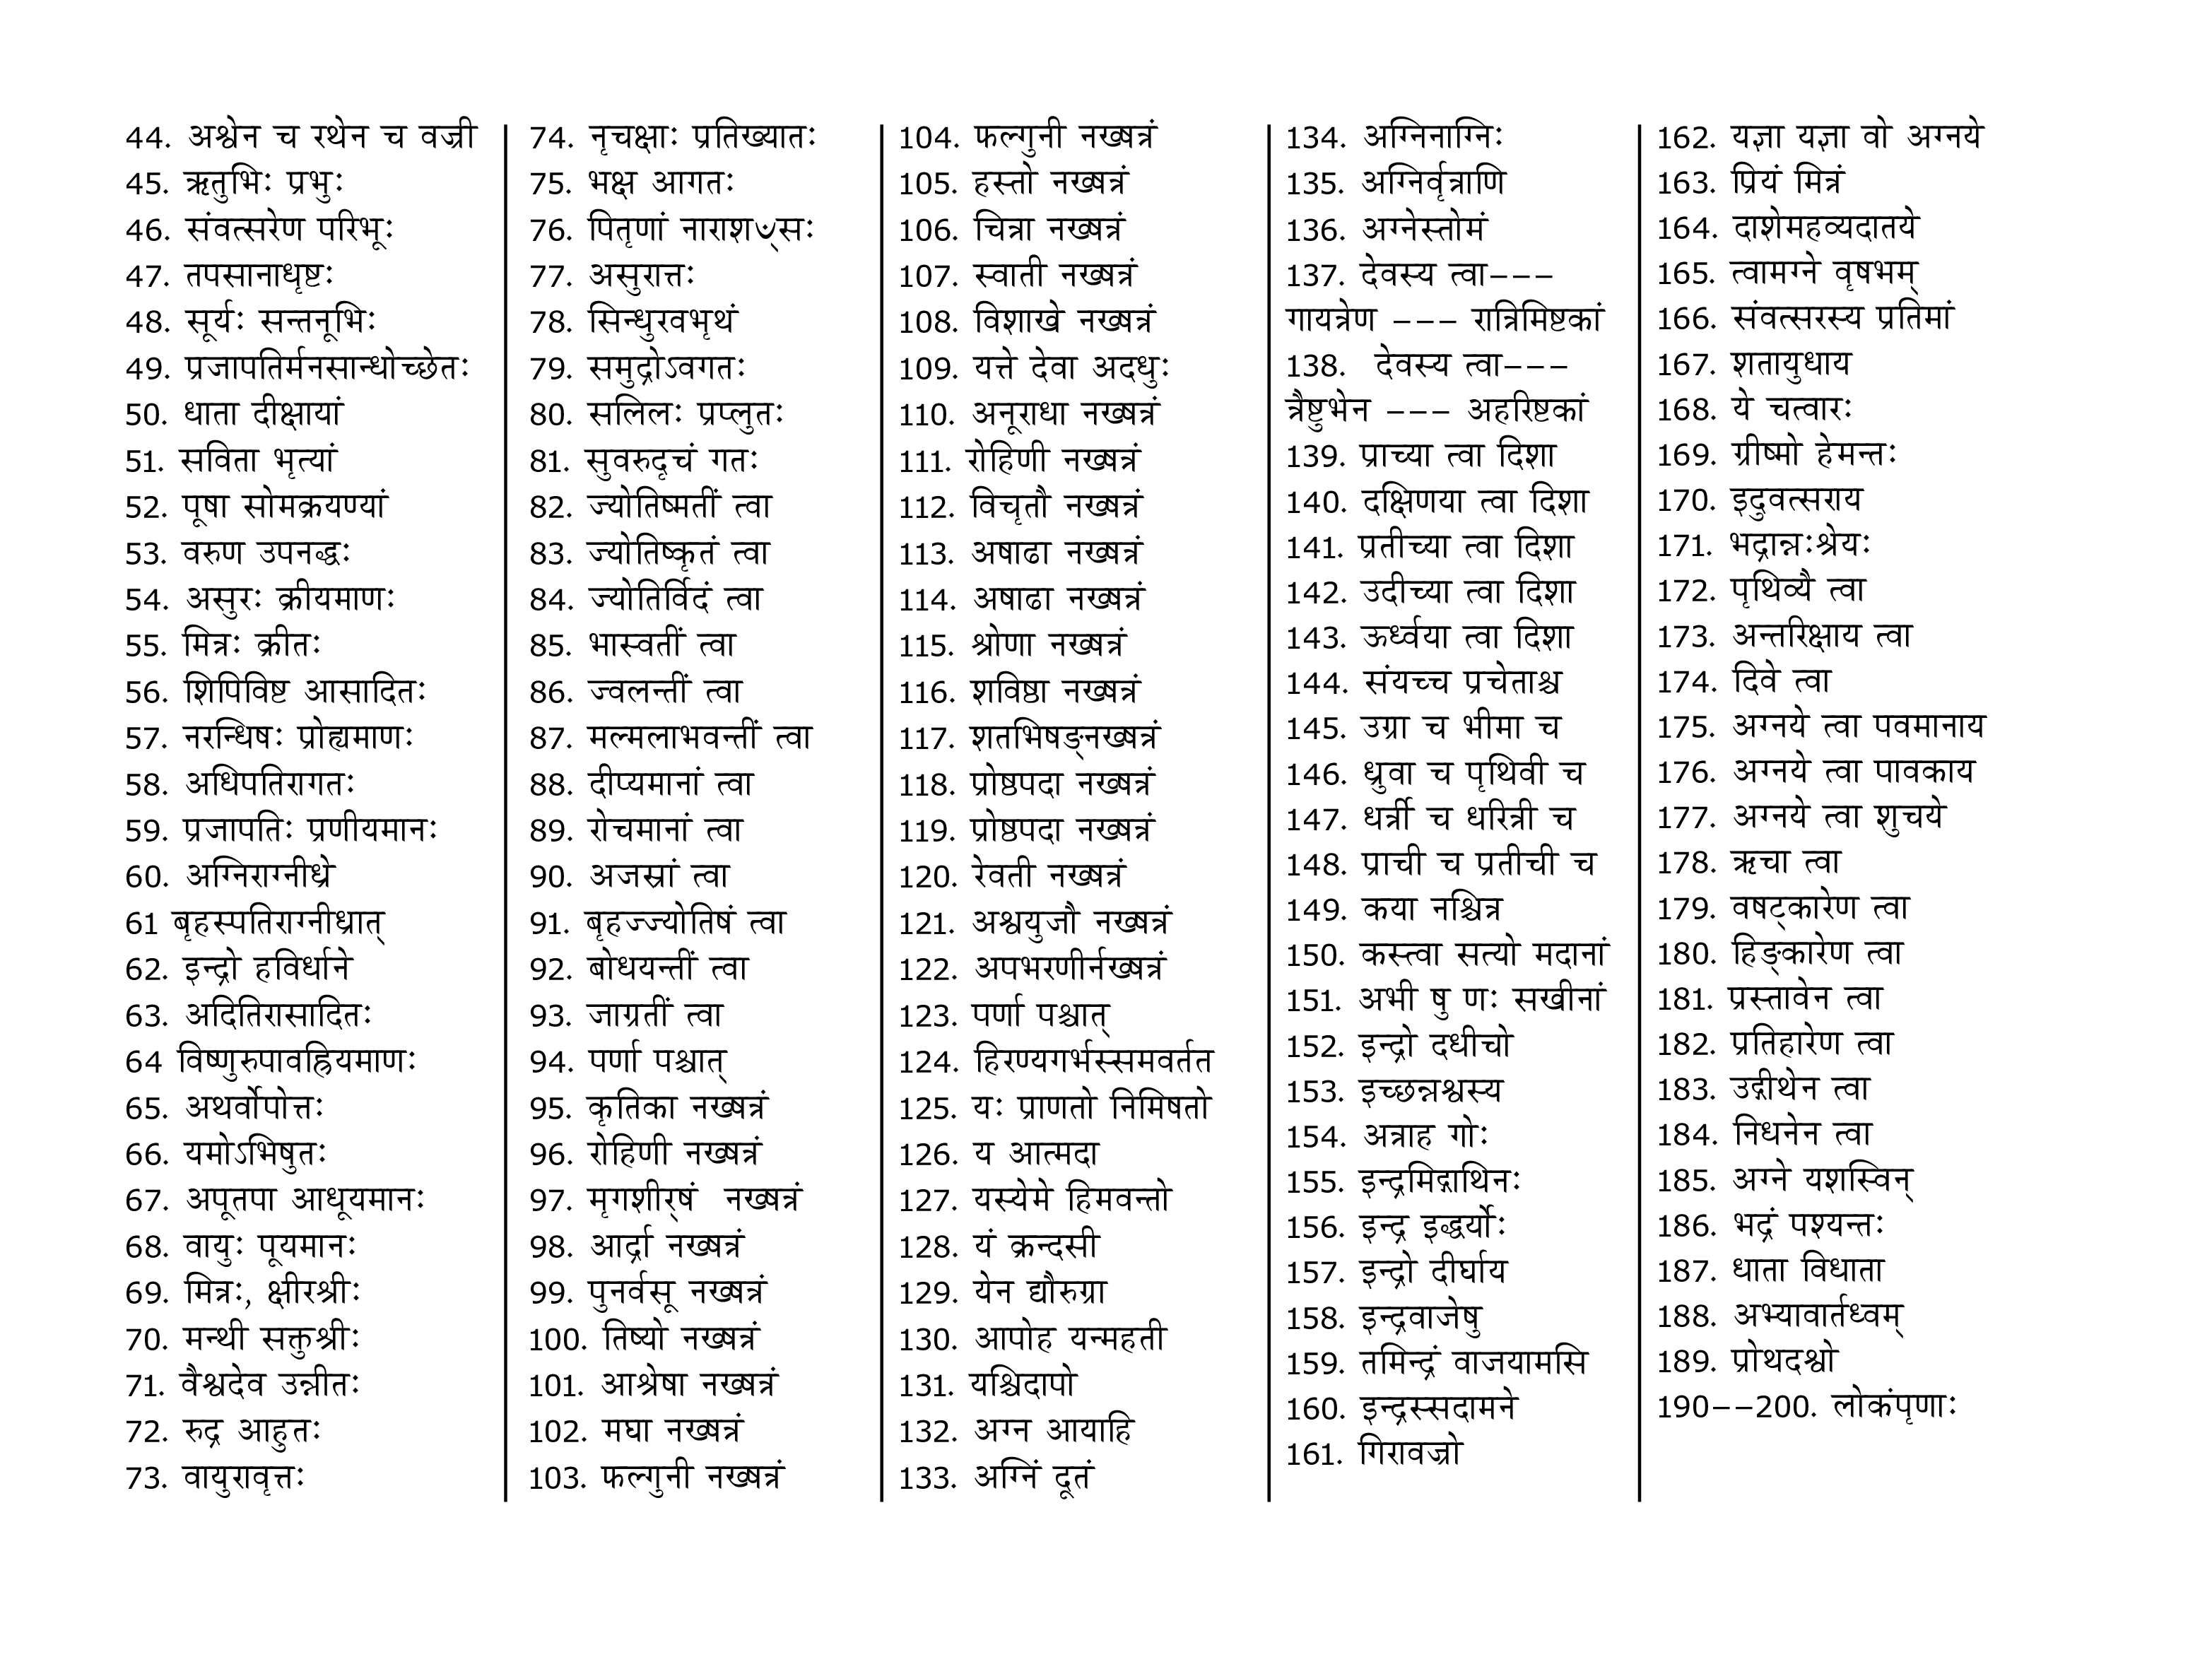 44. अश्वेन च रथेन च वज्री
45. ऋतुभिः प्रभुः
46. संवत्सरेण परिभूः
47. तपसानाधृष्टः
48. सूर्यः सन्तनूभिः
49. प्रजापतिर्मनसान्धोच्छेतः
50. धाता दीक्षायां
51. सविता भृत्यां
52. पूषा सोमक्रयण्यां
53. वरुण उपनद्धः
54. असुरः क्रीयमाणः
55. मित्रः क्रीतः
56. शिपिविष्ट आसादितः
57. नरन्धिषः प्रोह्यमाणः
58. अधिपतिरागतः
59. प्रजापतिः प्रणीयमानः
60. अग्निराग्नीध्रे
61 बृहस्पतिराग्नीध्रात्
62. इन्द्रो हविर्धाने
63. अदितिरासादितः
64 विष्णुरुपावह्रियमाणः
65. अथर्वोपोत्तः
66. यमोऽभिषुतः
67. अपूतपा आधूयमानः
68. वायुः पूयमानः
69. मित्रः, क्षीरश्रीः
70. मन्थी सक्तुश्रीः
71. वैश्वदेव उन्नीतः
72. रुद्र आहुतः
73. वायुरावृत्तः
74. नृचक्षाः प्रतिख्यातः
75. भक्ष आगतः
76. पितृणां नाराशꣳसः
77. असुरात्तः
78. सिन्धुरवभृथं
79. समुद्रोऽवगतः
80. सलिलः प्रप्लुतः
81. सुवरुदृचं गतः
82. ज्योतिष्मतीं त्वा
83. ज्योतिष्कृतं त्वा
84. ज्योतिर्विदं त्वा
85. भास्वतीं त्वा
86. ज्वलन्तीं त्वा
87. मल्मलाभवन्तीं त्वा
88. दीप्यमानां त्वा
89. रोचमानां त्वा
90. अजस्रां त्वा
91. बृहज्ज्योतिषं त्वा
92. बोधयन्तीं त्वा
93. जाग्रतीं त्वा
94. पर्णा पश्चात्
95. कृतिका नख्षत्रं
96. रोहिणी नख्षत्रं
97. मृगशीर्‌षं नख्षत्रं
98. आर्द्रा नख्षत्रं
99. पुनर्वसू नख्षत्रं
100. तिष्यो नख्षत्रं
101. आश्रेषा नख्षत्रं
102. मघा नख्षत्रं
103. फल्गुनी नख्षत्रं
104. फल्गुनी नख्षत्रं
105. हस्तो नख्षत्रं
106. चित्रा नख्षत्रं
107. स्वाती नख्षत्रं
108. विशाखे नख्षत्रं
109. यत्ते देवा अदधुः
110. अनूराधा नख्षत्रं
111. रोहिणी नख्षत्रं
112. विचृतौ नख्षत्रं
113. अषाढा नख्षत्रं
114. अषाढा नख्षत्रं
115. श्रोणा नख्षत्रं
116. शविष्ठा नख्षत्रं
117. शतभिषङ्नख्षत्रं
118. प्रोष्ठपदा नख्षत्रं
119. प्रोष्ठपदा नख्षत्रं
120. रेवती नख्षत्रं
121. अश्वयुजौ नख्षत्रं
122. अपभरणीर्नख्षत्रं
123. पर्णा पश्चात्
124. हिरण्यगर्भस्समवर्तत
125. यः प्राणतो निमिषतो
126. य आत्मदा
127. यस्येमे हिमवन्तो
128. यं क्रन्दसी
129. येन द्यौरुग्रा
130. आपोह यन्महती
131. यश्चिदापो
132. अग्न आयाहि
133. अग्निं दूतं
134. अग्निनाग्निः
135. अग्निर्वृत्राणि
136. अग्नेस्तोमं
137. देवस्य त्वा---
गायत्रेण --- रात्रिमिष्टकां
138. देवस्य त्वा---
त्रैष्टुभेन --- अहरिष्टकां
139. प्राच्या त्वा दिशा
140. दक्षिणया त्वा दिशा
141. प्रतीच्या त्वा दिशा
142. उदीच्या त्वा दिशा
143. ऊर्ध्वया त्वा दिशा
144. संयच्च प्रचेताश्च
145. उग्रा च भीमा च
146. ध्रुवा च पृथिवी च
147. धर्त्री च धरित्री च
148. प्राची च प्रतीची च
149. कया नश्चित्र
150. कस्त्वा सत्यो मदानां
151. अभी षु णः सखीनां
152. इन्द्रो दधीचो
153. इच्छन्नश्वस्य
154. अत्राह गोः
155. इन्द्रमिद्गाथिनः
156. इन्द्र इद्धर्योः
157. इन्द्रो दीर्घाय
158. इन्द्रवाजेषु
159. तमिन्द्रं वाजयामसि
160. इन्द्रस्सदामने
161. गिरावज्रो
162. यज्ञा यज्ञा वो अग्नये
163. प्रियं मित्रं
164. दाशेमहव्यदातये
165. त्वामग्ने वृषभम्
166. संवत्सरस्य प्रतिमां
167. शतायुधाय
168. ये चत्वारः
169. ग्रीष्मो हेमन्तः
170. इदुवत्सराय
171. भद्रान्नःश्रेयः
172. पृथिव्यै त्वा
173. अन्तरिक्षाय त्वा
174. दिवे त्वा
175. अग्नये त्वा पवमानाय
176. अग्नये त्वा पावकाय
177. अग्नये त्वा शुचये
178. ऋचा त्वा
179. वषट्कारेण त्वा
180. हिङ्कारेण त्वा
181. प्रस्तावेन त्वा
182. प्रतिहारेण त्वा
183. उद्गीथेन त्वा
184. निधनेन त्वा
185. अग्ने यशस्विन्
186. भद्रं पश्यन्तः
187. धाता विधाता
188. अभ्यावार्तध्वम्
189. प्रोथदश्वो
190--200. लोकंपृणाः